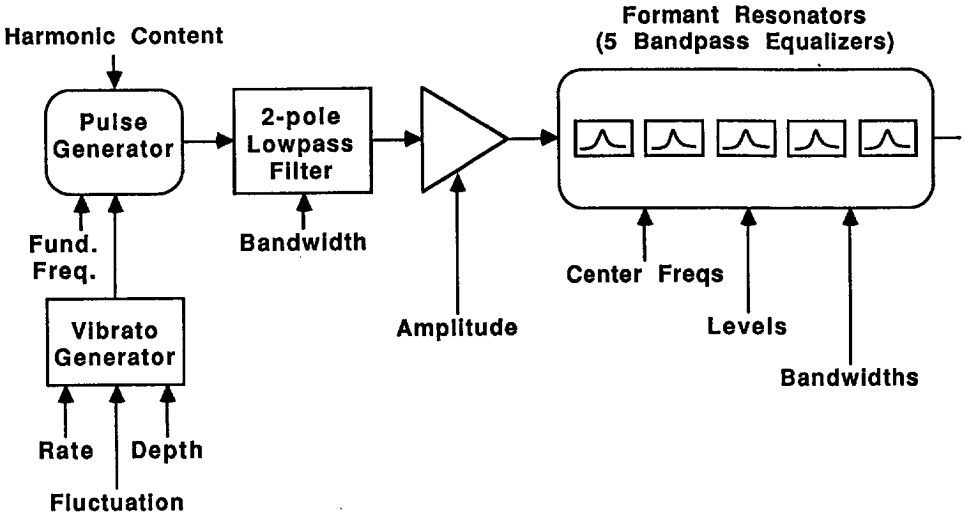 Formant Resonators
(5 Bandpass Equalizers)
Harmonic Content
Pulse
Generator
2-pole
Lowpass
Filter
Fund.
Freq.
Bandwidth
Center Freqs
Vibrato
Generator
Amplitude
Levels
Bandwidths
Rate
Depth
Fluctuation